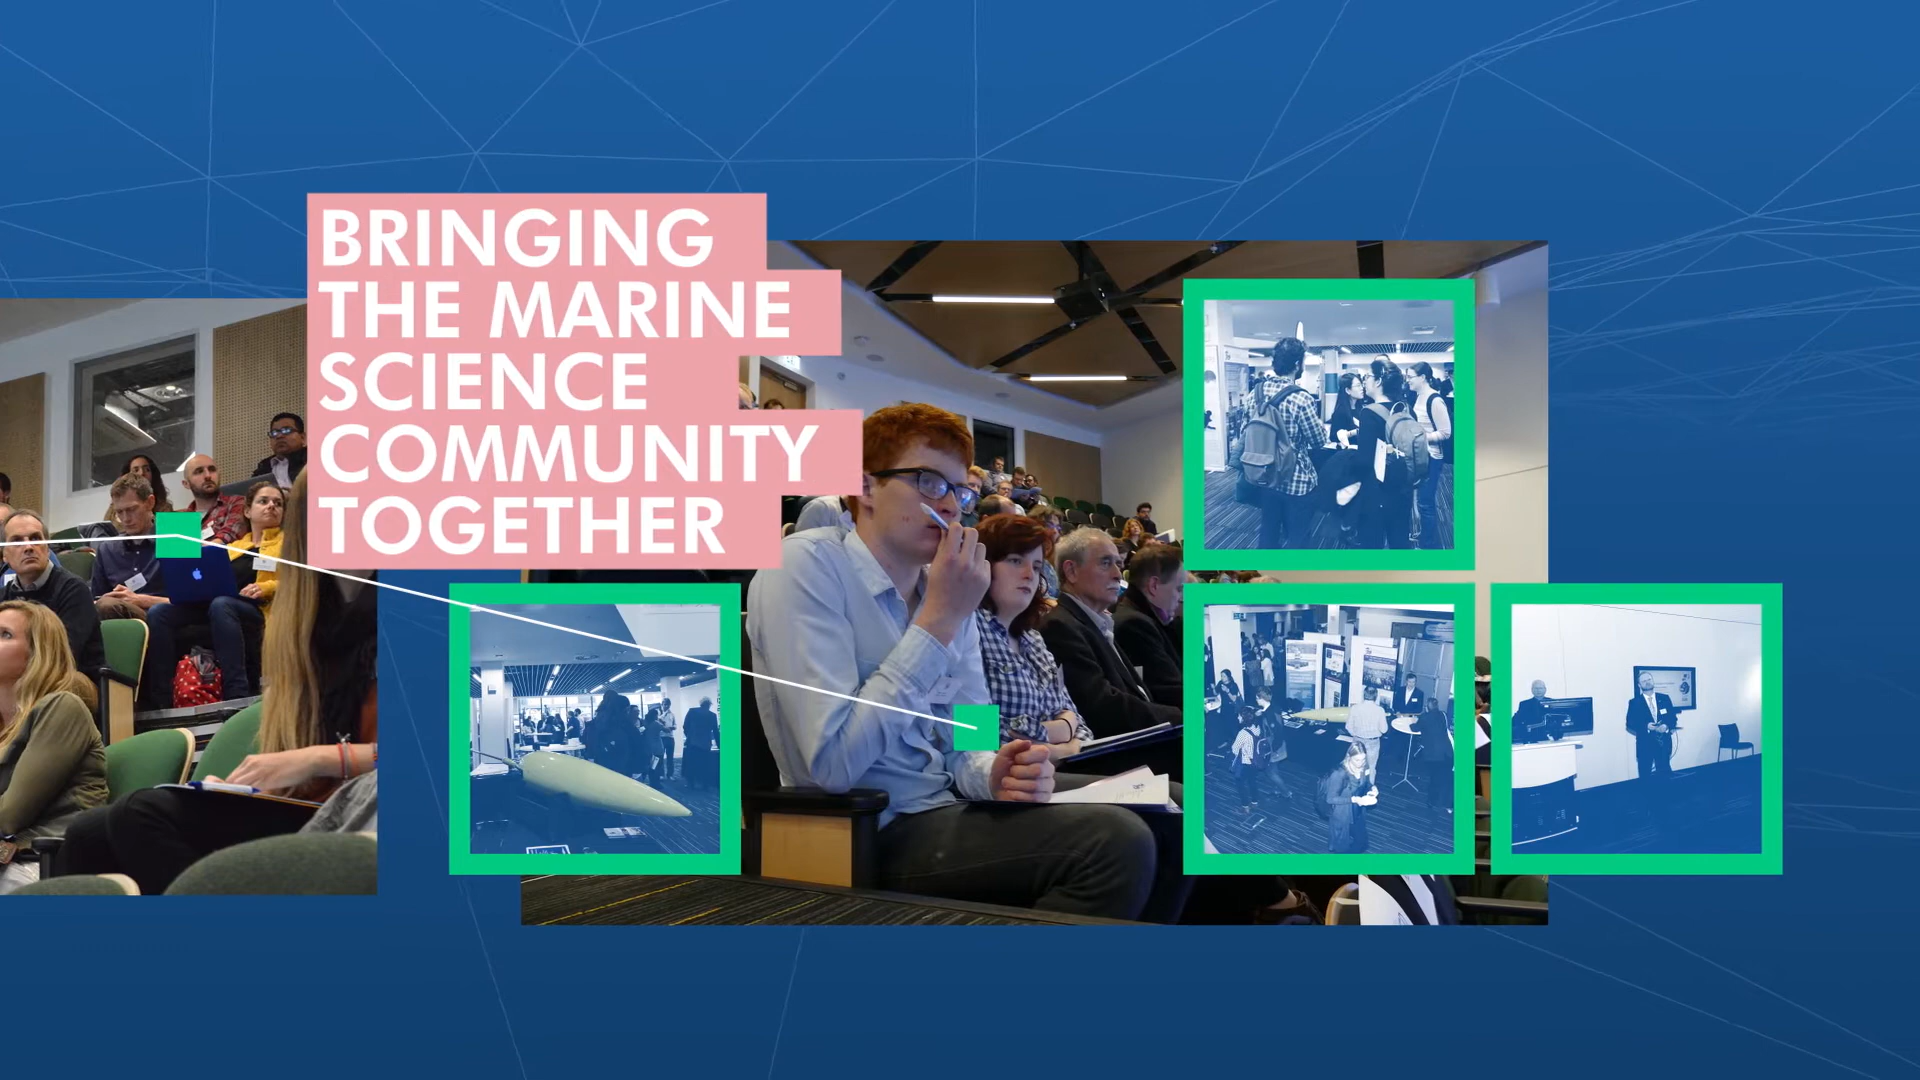 BRINGING
THE MARINE
SCIENCE
COMMUNITY
TOGETHER